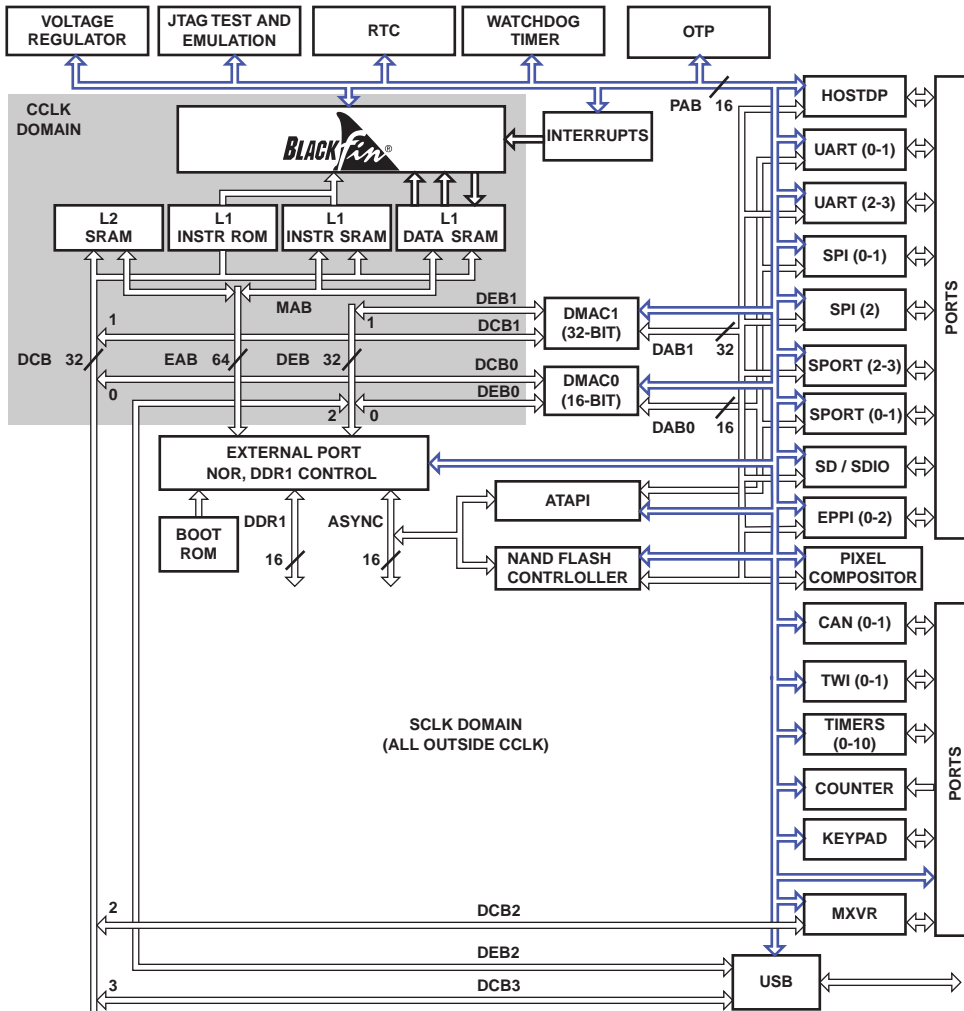 VOLTAGE
REGULATOR
JTAG TEST AND
EMULATION
RTC
WATCHDOG
TIMER
OTP
CCLK
DOMAIN
BLACKfin®
INTERRUPTS
PAB 16
HOSTDP
UART (0-1)
UART (2-3)
SPI (0-1)
SPI (2)
SPORT (2-3)
SPORT (0-1)
SD / SDIO
EPPI (0-2)
PIXEL
COMPOSITOR
PORTS
L2
SRAM
L1
INSTR ROM
L1
INSTR SRAM
L1
DATA SRAM
MAB
DEB1
1
1
DCB1
DMAC1
(32-BIT)
DAB1 32
DCB 32
EAB 64
DEB 32
DCB0
0
DEB0
2
0
DMAC0
(16-BIT)
DAB0 16
EXTERNAL PORT
NOR, DDR1 CONTROL
BOOT
ROM
DDR1
16
ASYNC
16
ATAPI
NAND FLASH
CONTRLOLLER
CAN (0-1)
TWI (0-1)
TIMERS
(0-10)
COUNTER
KEYPAD
MXVR
PORTS
SCLK DOMAIN
(ALL OUTSIDE CCLK)
2
DCB2
DEB2
3
DCB3
USB